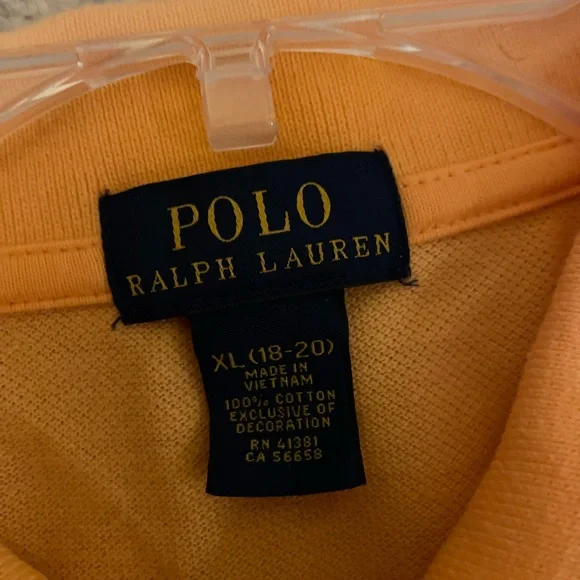 POLO
RALPH LAUREN
XL (18-20)
MADE IN
VIETNAM
100% COTTON
EXCLUSIVE OF
DECORATION
RN 41381
CA 56658